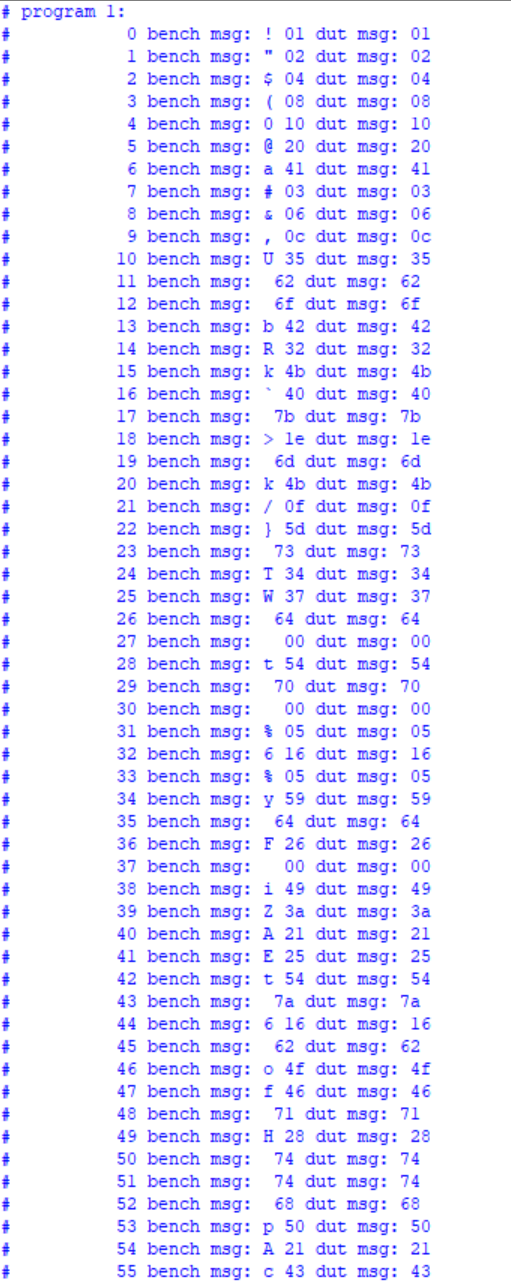 # program 1:
#           0 bench msg: ! 01 dut msg: 01
#           1 bench msg: " 02 dut msg: 02
#           2 bench msg: $ 04 dut msg: 04
#           3 bench msg: ( 08 dut msg: 08
#           4 bench msg: 0 10 dut msg: 10
#           5 bench msg: @ 20 dut msg: 20
#           6 bench msg: a 41 dut msg: 41
#           7 bench msg: # 03 dut msg: 03
#           8 bench msg: & 06 dut msg: 06
#           9 bench msg: , 0c dut msg: 0c
#          10 bench msg: U 35 dut msg: 35
#          11 bench msg:  62 dut msg: 62
#          12 bench msg:  6f dut msg: 6f
#          13 bench msg: b 42 dut msg: 42
#          14 bench msg: R 32 dut msg: 32
#          15 bench msg: k 4b dut msg: 4b
#          16 bench msg: ` 40 dut msg: 40
#          17 bench msg:  7b dut msg: 7b
#          18 bench msg: > 1e dut msg: 1e
#          19 bench msg:  6d dut msg: 6d
#          20 bench msg: k 4b dut msg: 4b
#          21 bench msg: / 0f dut msg: 0f
#          22 bench msg: } 5d dut msg: 5d
#          23 bench msg:  73 dut msg: 73
#          24 bench msg: T 34 dut msg: 34
#          25 bench msg: W 37 dut msg: 37
#          26 bench msg:  64 dut msg: 64
#          27 bench msg:   00 dut msg: 00
#          28 bench msg: t 54 dut msg: 54
#          29 bench msg:  70 dut msg: 70
#          30 bench msg:   00 dut msg: 00
#          31 bench msg: % 05 dut msg: 05
#          32 bench msg: 6 16 dut msg: 16
#          33 bench msg: % 05 dut msg: 05
#          34 bench msg: y 59 dut msg: 59
#          35 bench msg:  64 dut msg: 64
#          36 bench msg: F 26 dut msg: 26
#          37 bench msg:   00 dut msg: 00
#          38 bench msg: i 49 dut msg: 49
#          39 bench msg: Z 3a dut msg: 3a
#          40 bench msg: A 21 dut msg: 21
#          41 bench msg: E 25 dut msg: 25
#          42 bench msg: t 54 dut msg: 54
#          43 bench msg:  7a dut msg: 7a
#          44 bench msg: 6 16 dut msg: 16
#          45 bench msg:  62 dut msg: 62
#          46 bench msg: o 4f dut msg: 4f
#          47 bench msg: f 46 dut msg: 46
#          48 bench msg:  71 dut msg: 71
#          49 bench msg: H 28 dut msg: 28
#          50 bench msg:  74 dut msg: 74
#          51 bench msg:  74 dut msg: 74
#          52 bench msg:  68 dut msg: 68
#          53 bench msg: p 50 dut msg: 50
#          54 bench msg: A 21 dut msg: 21
#          55 bench msg: c 43 dut msg: 43